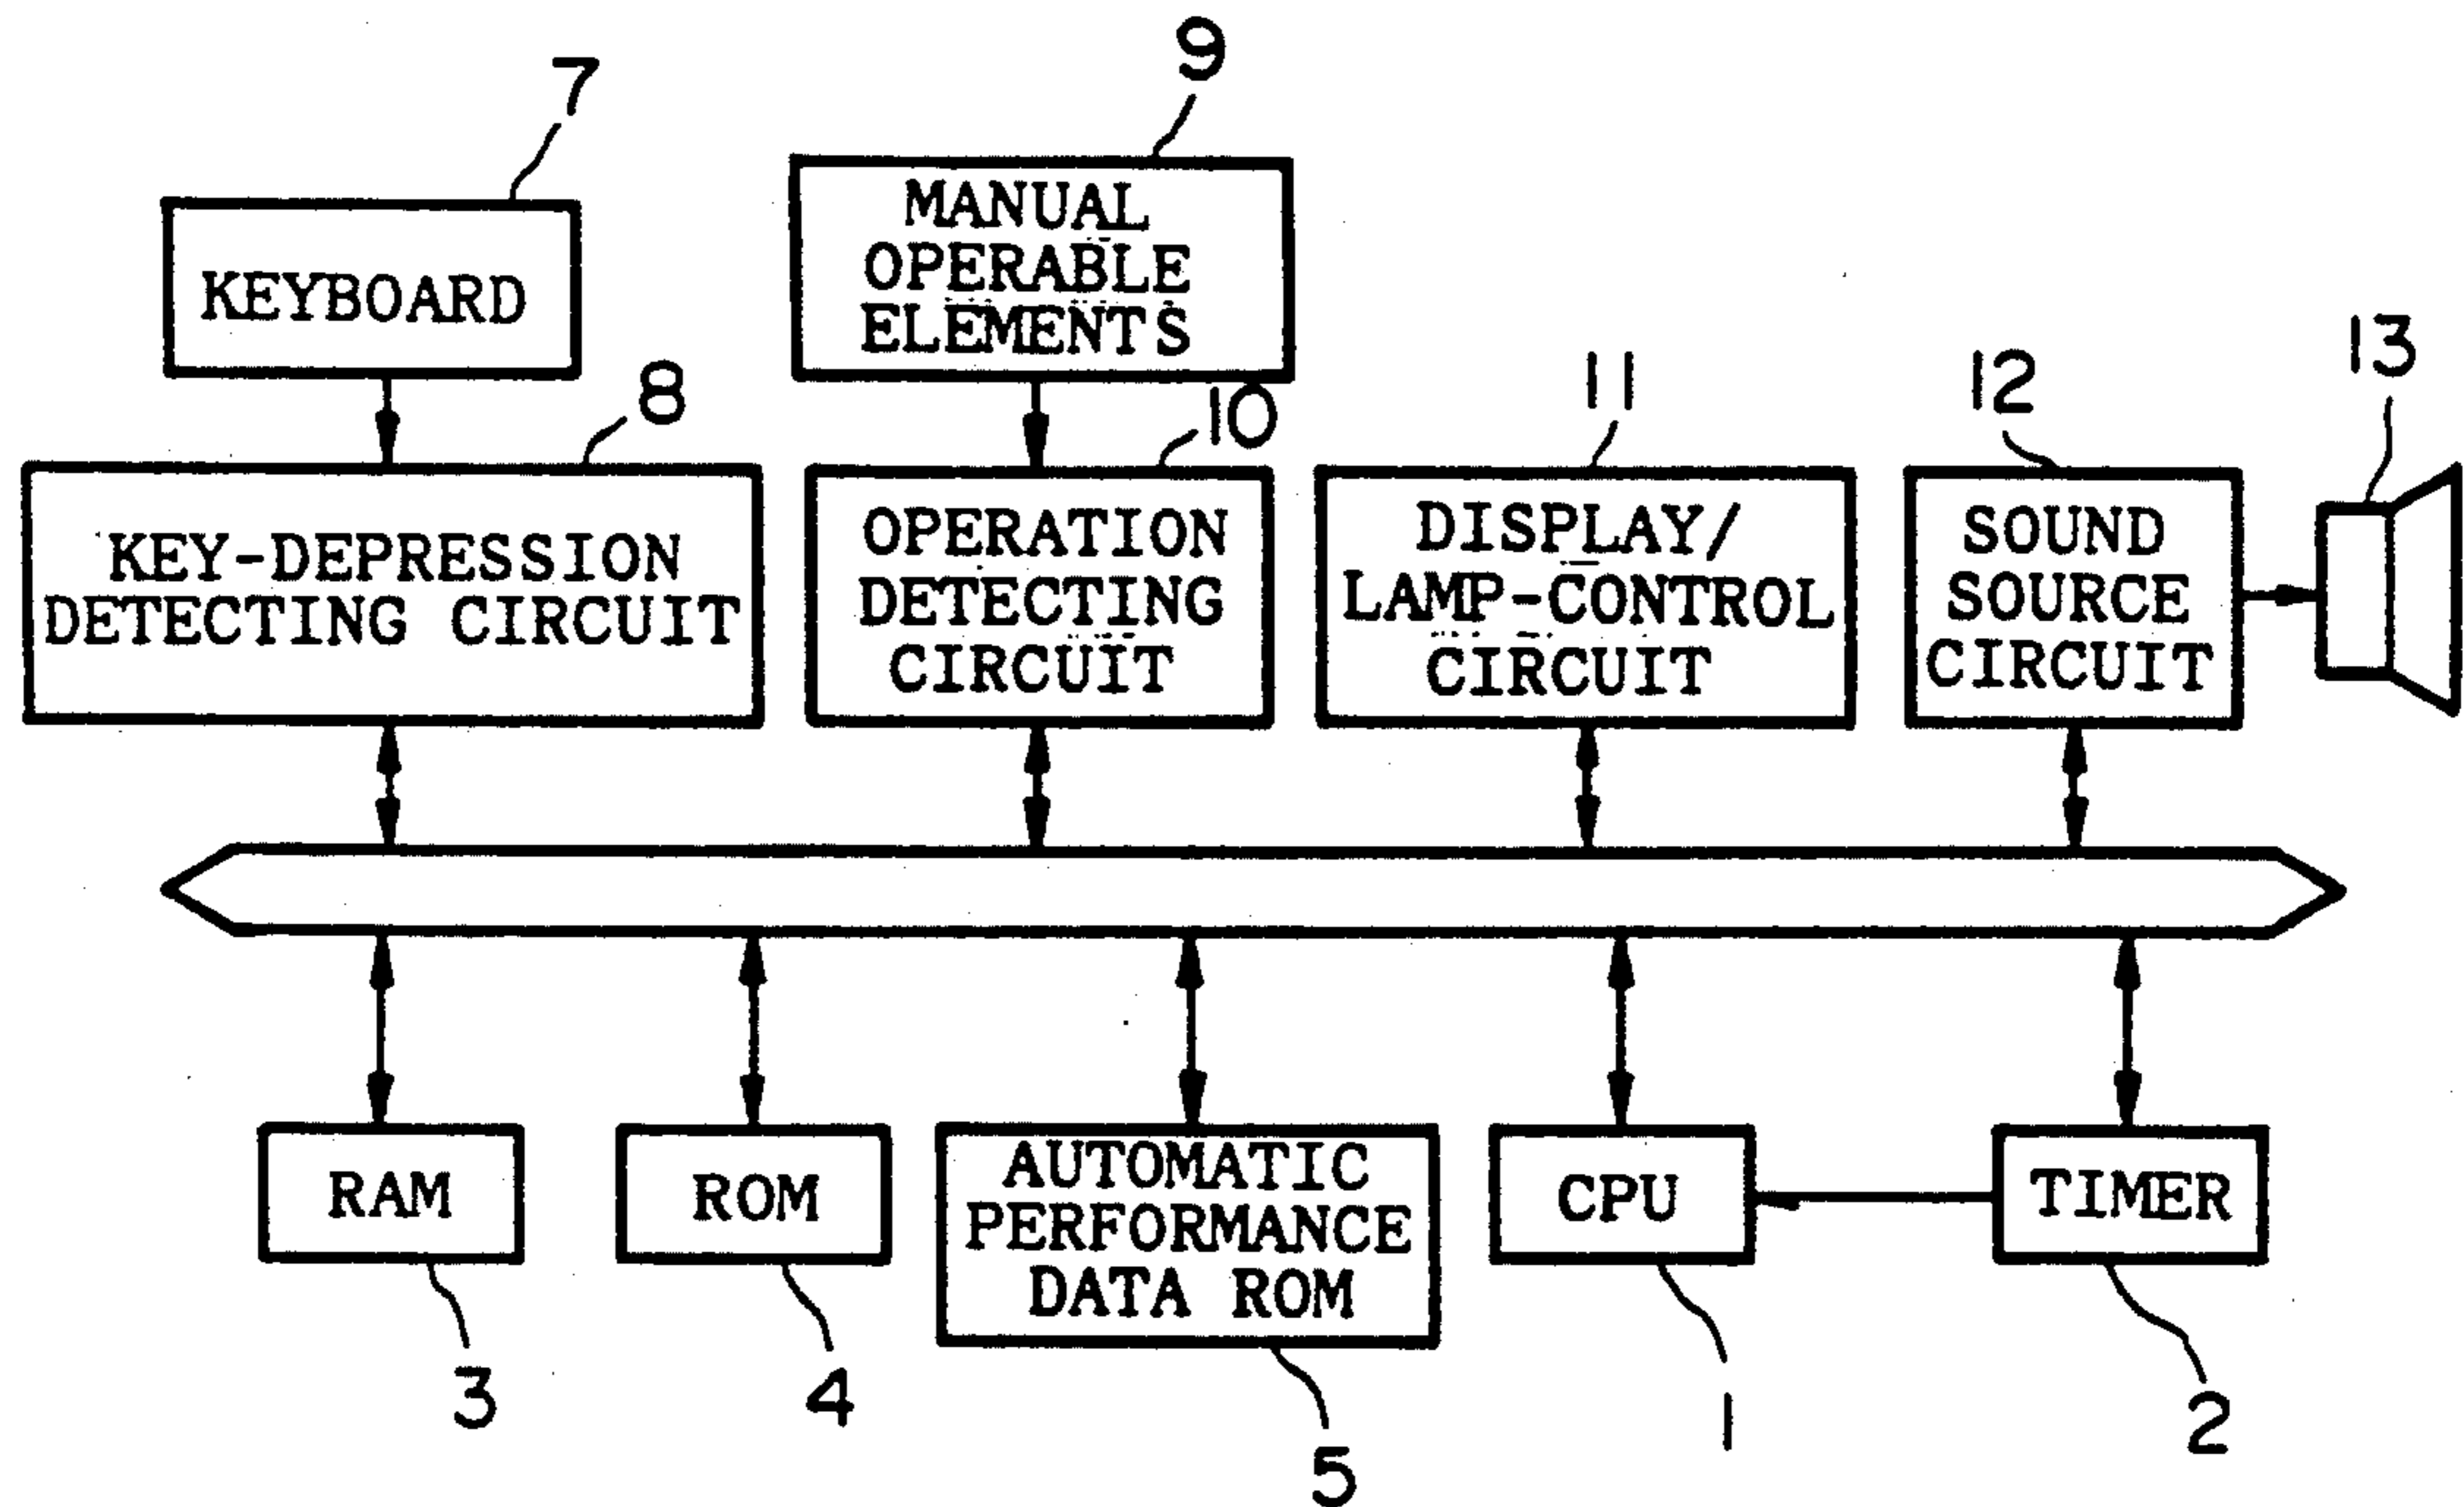 7
9
KEYBOARD
MANUAL
OPERABLE
ELEMENTS
8
10
11
12
13
KEY-DEPRESSION
DETECTING CIRCUIT
OPERATION
DETECTING
CIRCUIT
DISPLAY/
LAMP-CONTROL
CIRCUIT
SOUND
SOURCE
CIRCUIT
RAM
ROM
AUTOMATIC
PERFORMANCE
DATA ROM
CPU
TIMER
3
4
5
1
2